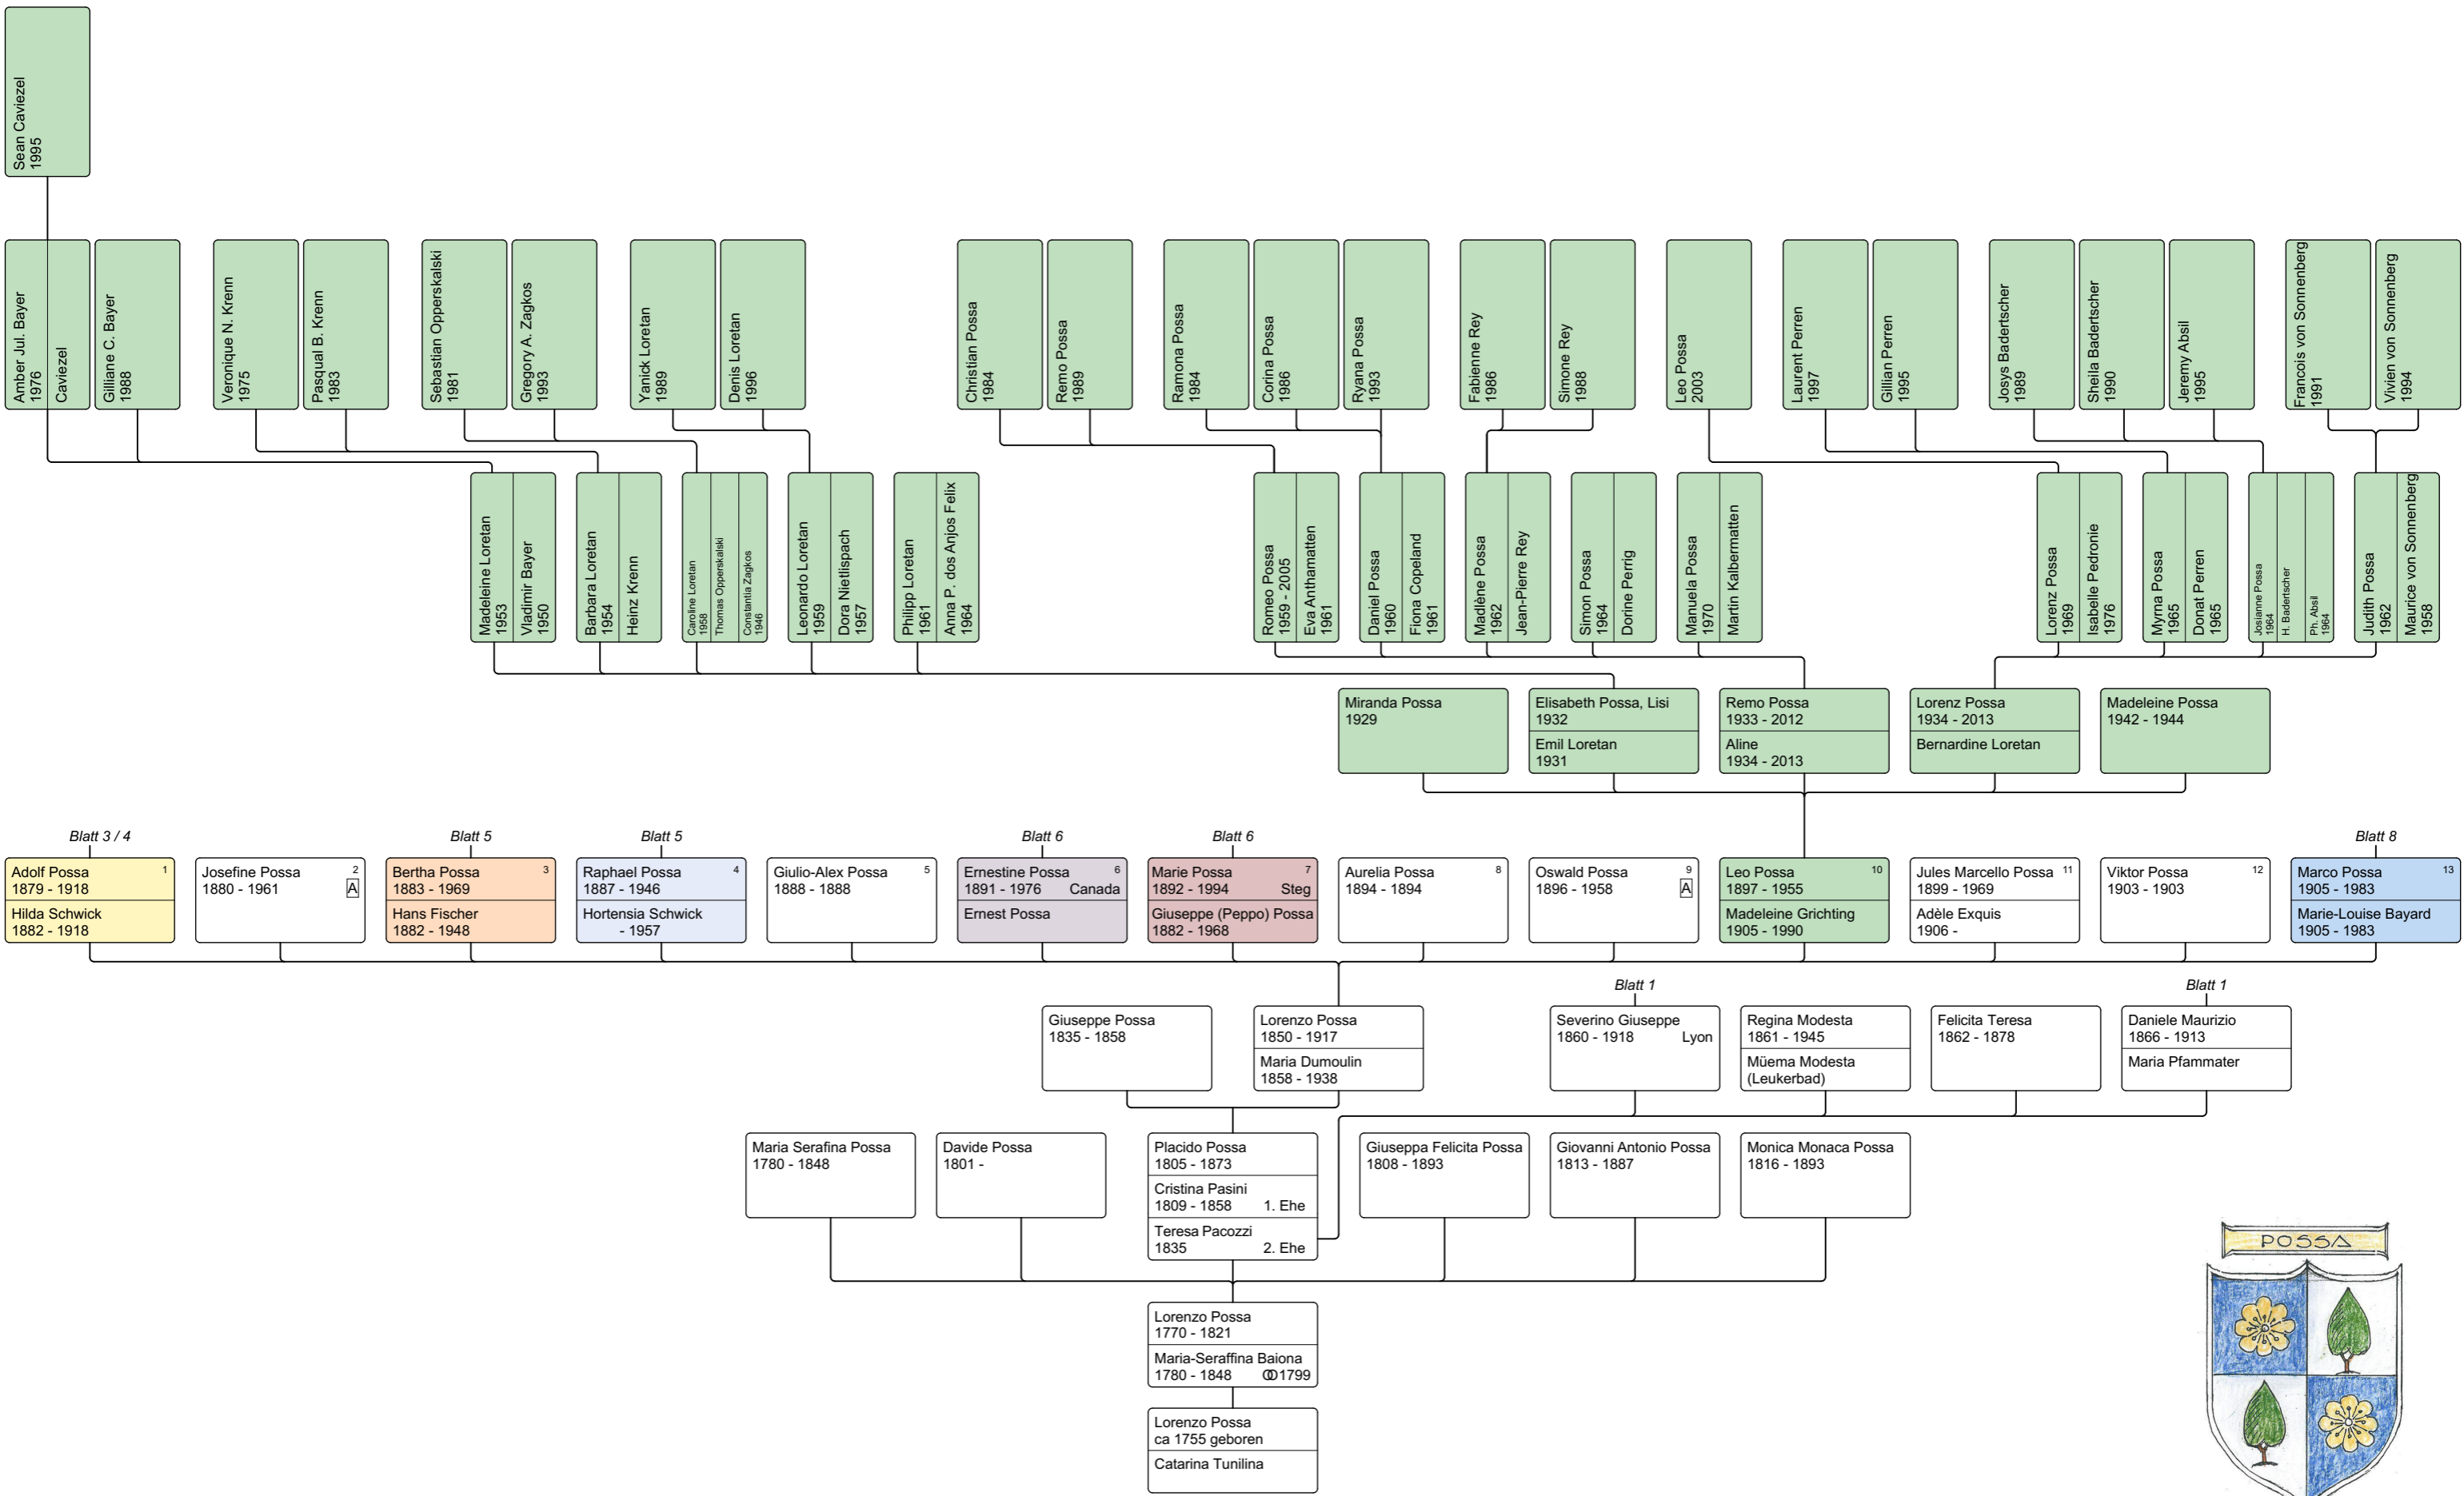 Sean Caviezel
1995
Amber Jul. Bayer
1976
Caviezel
Gilliane C. Bayer
1988
Veronique N. Krenn
1975
Pasqual B. Krenn
1983
Sebastian Opperskalski
1981
Gregory A. Zagkos
1993
Yanick Loretan
1989
Denis Loretan
1996
Christian Possa
1984
Remo Possa
1989
Ramona Possa
1984
Corina Possa
1986
Ryana Possa
1993
Fabienne Rey
1986
Simone Rey
1988
Leo Possa
2003
Laurent Perren
1997
Gillian Perren
1995
Josys Badertscher
1989
Sheila Badertscher
1990
Jeremy Absil
1995
Francois von Sonnenberg
1991
Vivien von Sonnenberg
1994
Madeleine Loretan
1953
Vladimir Bayer
1950
Barbara Loretan
1954
Heinz Krenn
Caroline Loretan
1958
Thomas Opperskalski
Constantia Zagkos
1946
Leonardo Loretan
1959
Dora Nietlispach
1957
Philipp Loretan
1961
Anna P. dos Anjos Felix
1964
Romeo Possa
1959 - 2005
Eva Anthamatten
1961
Daniel Possa
1960
Fiona Copeland
1961
Madlène Possa
1962
Jean-Pierre Rey
Simon Possa
1964
Dorine Perrig
Manuela Possa
1970
Martin Kalbermatten
Lorenz Possa
1969
Isabelle Pedronie
1976
Myrna Possa
1965
Donat Perren
1965
Josianne Possa
1964
H. Badertscher
Ph. Absil
1964
Judith Possa
1962
Maurice von Sonnenberg
1958
Miranda Possa
1929
Elisabeth Possa, Lisi
1932
Emil Loretan
1931
Remo Possa
1933 - 2012
Aline
1934 - 2013
Lorenz Possa
1934 - 2013
Bernardine Loretan
Madeleine Possa
1942 - 1944
Blatt 3 / 4
Adolf Possa 1
1879 - 1918
Hilda Schwick
1882 - 1918
Josefine Possa 2
1880 - 1961 A
Blatt 5
Bertha Possa 3
1883 - 1969
Hans Fischer
1882 - 1948
Blatt 5
Raphael Possa 4
1887 - 1946
Hortensia Schwick
- 1957
Giulio-Alex Possa 5
1888 - 1888
Blatt 6
Ernestine Possa 6
1891 - 1976 Canada
Ernest Possa
Blatt 6
Marie Possa 7
1892 - 1994 Steg
Giuseppe (Peppo) Possa
1882 - 1968
Aurelia Possa 8
1894 - 1894
Oswald Possa 9
1896 - 1958 A
Leo Possa 10
1897 - 1955
Madeleine Grichting
1905 - 1990
Jules Marcello Possa 11
1899 - 1969
Adèle Exquis
1906 -
Viktor Possa 12
1903 - 1903
Blatt 8
Marco Possa 13
1905 - 1983
Marie-Louise Bayard
1905 - 1983
Giuseppe Possa
1835 - 1858
Lorenzo Possa
1850 - 1917
Maria Dumoulin
1858 - 1938
Blatt 1
Severino Giuseppe
1860 - 1918 Lyon
Regina Modesta
1861 - 1945
Müema Modesta
(Leukerbad)
Felicita Teresa
1862 - 1878
Blatt 1
Daniele Maurizio
1866 - 1913
Maria Pfammater
Maria Serafina Possa
1780 - 1848
Davide Possa
1801 -
Placido Possa
1805 - 1873
Cristina Pasini
1809 - 1858 1. Ehe
Teresa Pacozzi
1835 2. Ehe
Giuseppa Felicita Possa
1808 - 1893
Giovanni Antonio Possa
1813 - 1887
Monica Monaca Possa
1816 - 1893
Lorenzo Possa
1770 - 1821
Maria-Seraffina Baiona
1780 - 1848 ꝏ1799
Lorenzo Possa
ca 1755 geboren
Catarina Tunilina
POSSA